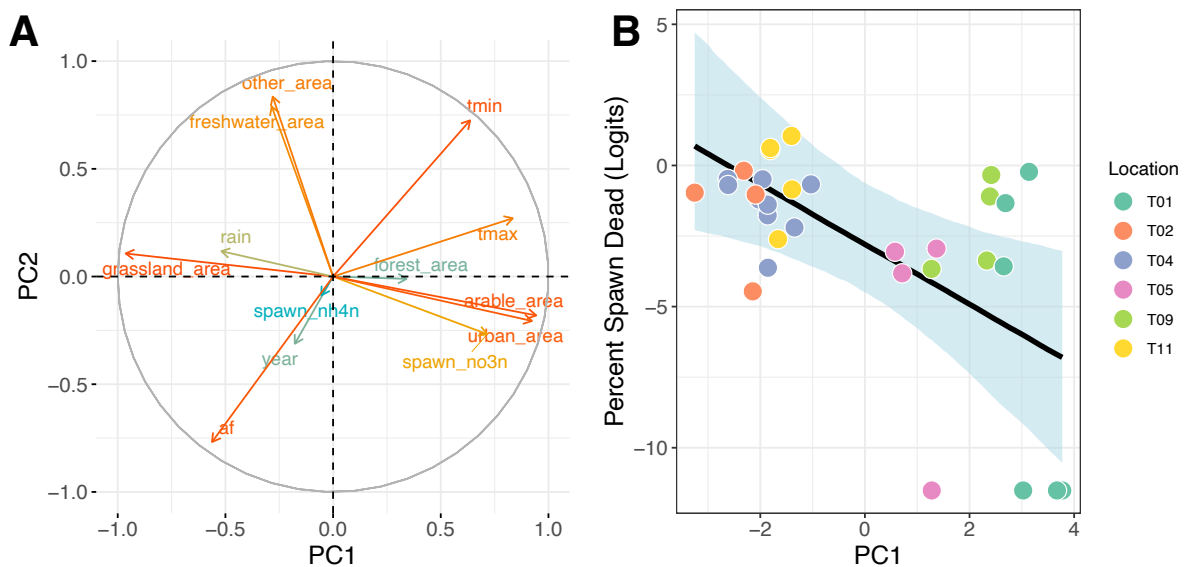 A
1.0
0.5
0.0
−0.5
−1.0
PC2
other_area
freshwater_area
tmin
tmax
rain
grassland_area
forest_area
spawn_nh4n
arable_area
urban_area
spawn_no3n
year
af
−1.0
−0.5
0.0
0.5
1.0
PC1
B
5
0
−5
−10
Percent Spawn Dead (Logits)
−2
0
2
4
PC1
Location
T01
T02
T04
T05
T09
T11